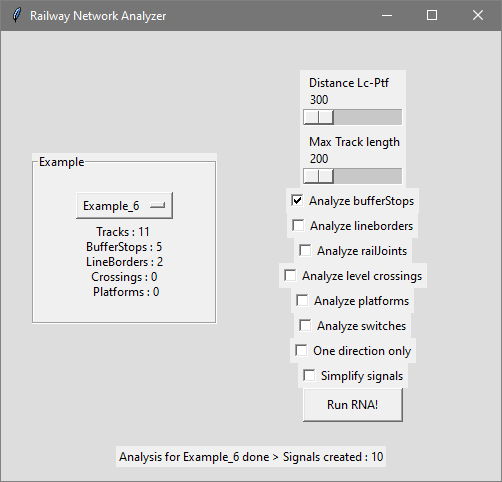 Railway Network Analyzer
Example
Example_6
Tracks : 11
BufferStops : 5
LineBorders : 2
Crossings : 0
Platforms : 0
Distance Lc-Ptf
300
Max Track length
200
Analyze bufferStops
Analyze lineborders
Analyze railJoints
Analyze level crossings
Analyze platforms
Analyze switches
One direction only
Simplify signals
Run RNA!
Analysis for Example_6 done > Signals created : 10